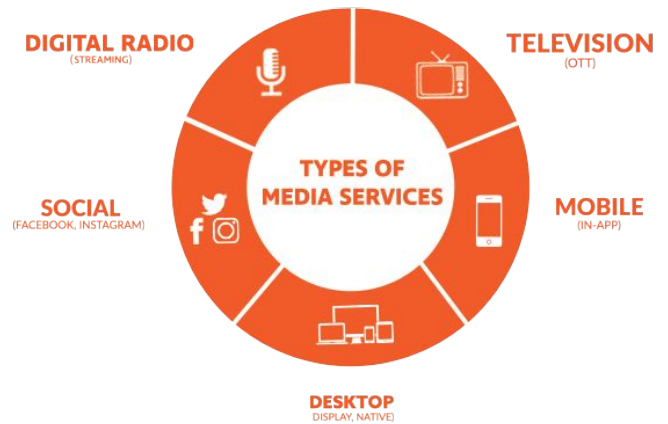 DIGITAL RADIO
(STREAMING)
TELEVISION
(OTT)
TYPES OF
MEDIA SERVICES
SOCIAL
(FACEBOOK, INSTAGRAM)
MOBILE
(IN-APP)
DESKTOP
DISPLAY, NATIVE)